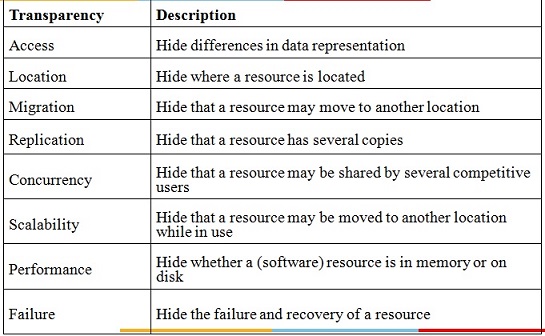 Transparency Description
Access Hide differences in data representation
Location Hide where a resource is located
Migration Hide that a resource may move to another location
Replication Hide that a resource has several copies
Concurrency Hide that a resource may be shared by several competitive
users
Scalability Hide that a resource may be moved to another location
while in use
Performance Hide whether a (software) resource is in memory or on
disk
Failure Hide the failure and recovery of a resource